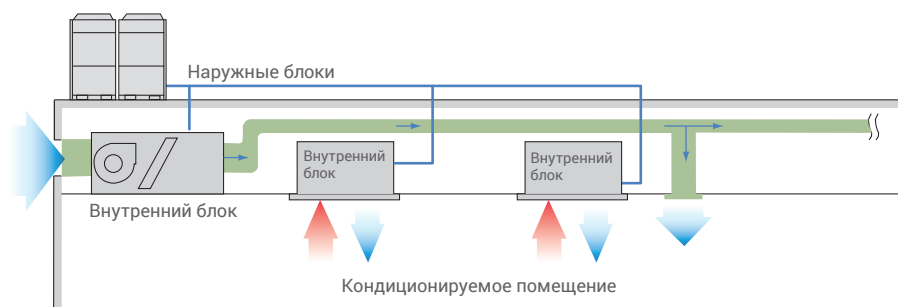 Наружные блоки
Внутренний
блок
Внутренний
блок
Внутренний блок
Кондиционируемое помещение